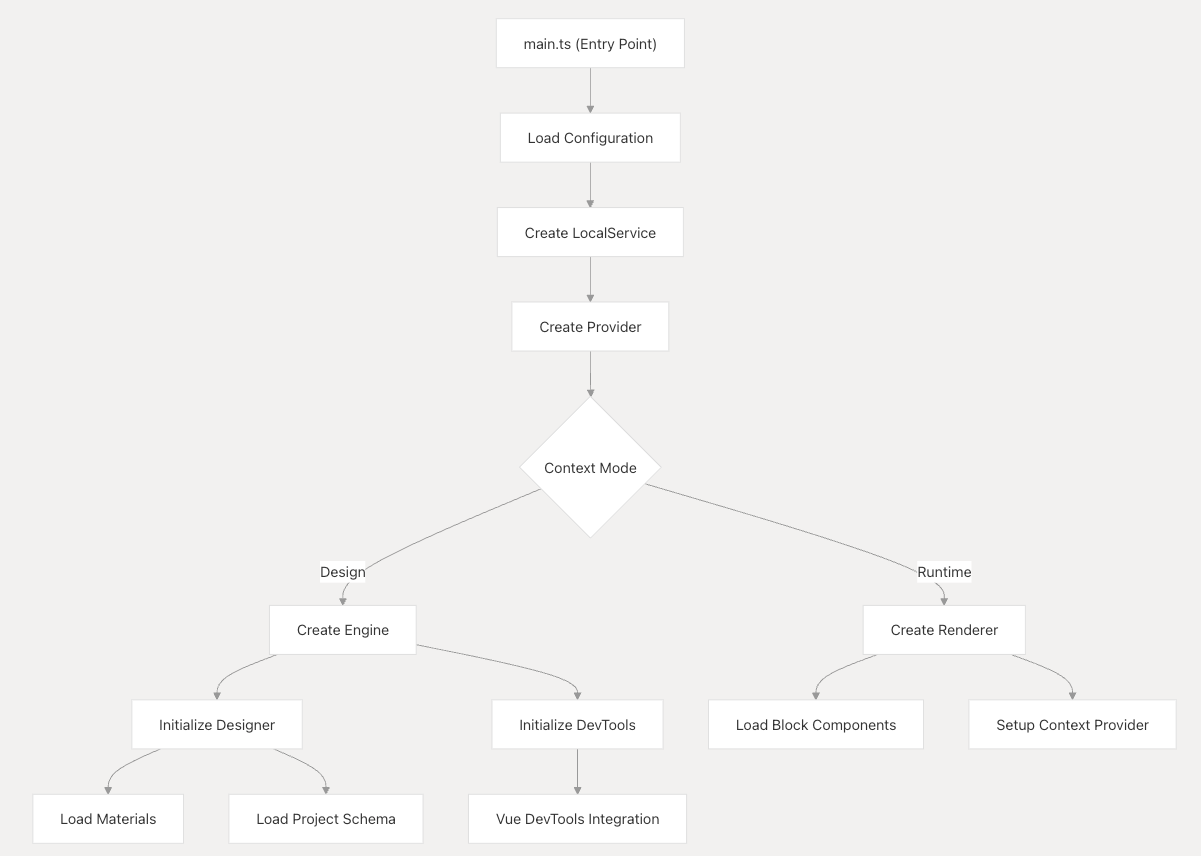 main.ts (Entry Point)
Load Configuration
Create LocalService
Create Provider
Context Mode
Design
Runtime
Create Engine
Create Renderer
Initialize Designer
Initialize DevTools
Load Block Components
Setup Context Provider
Load Materials
Load Project Schema
Vue DevTools Integration